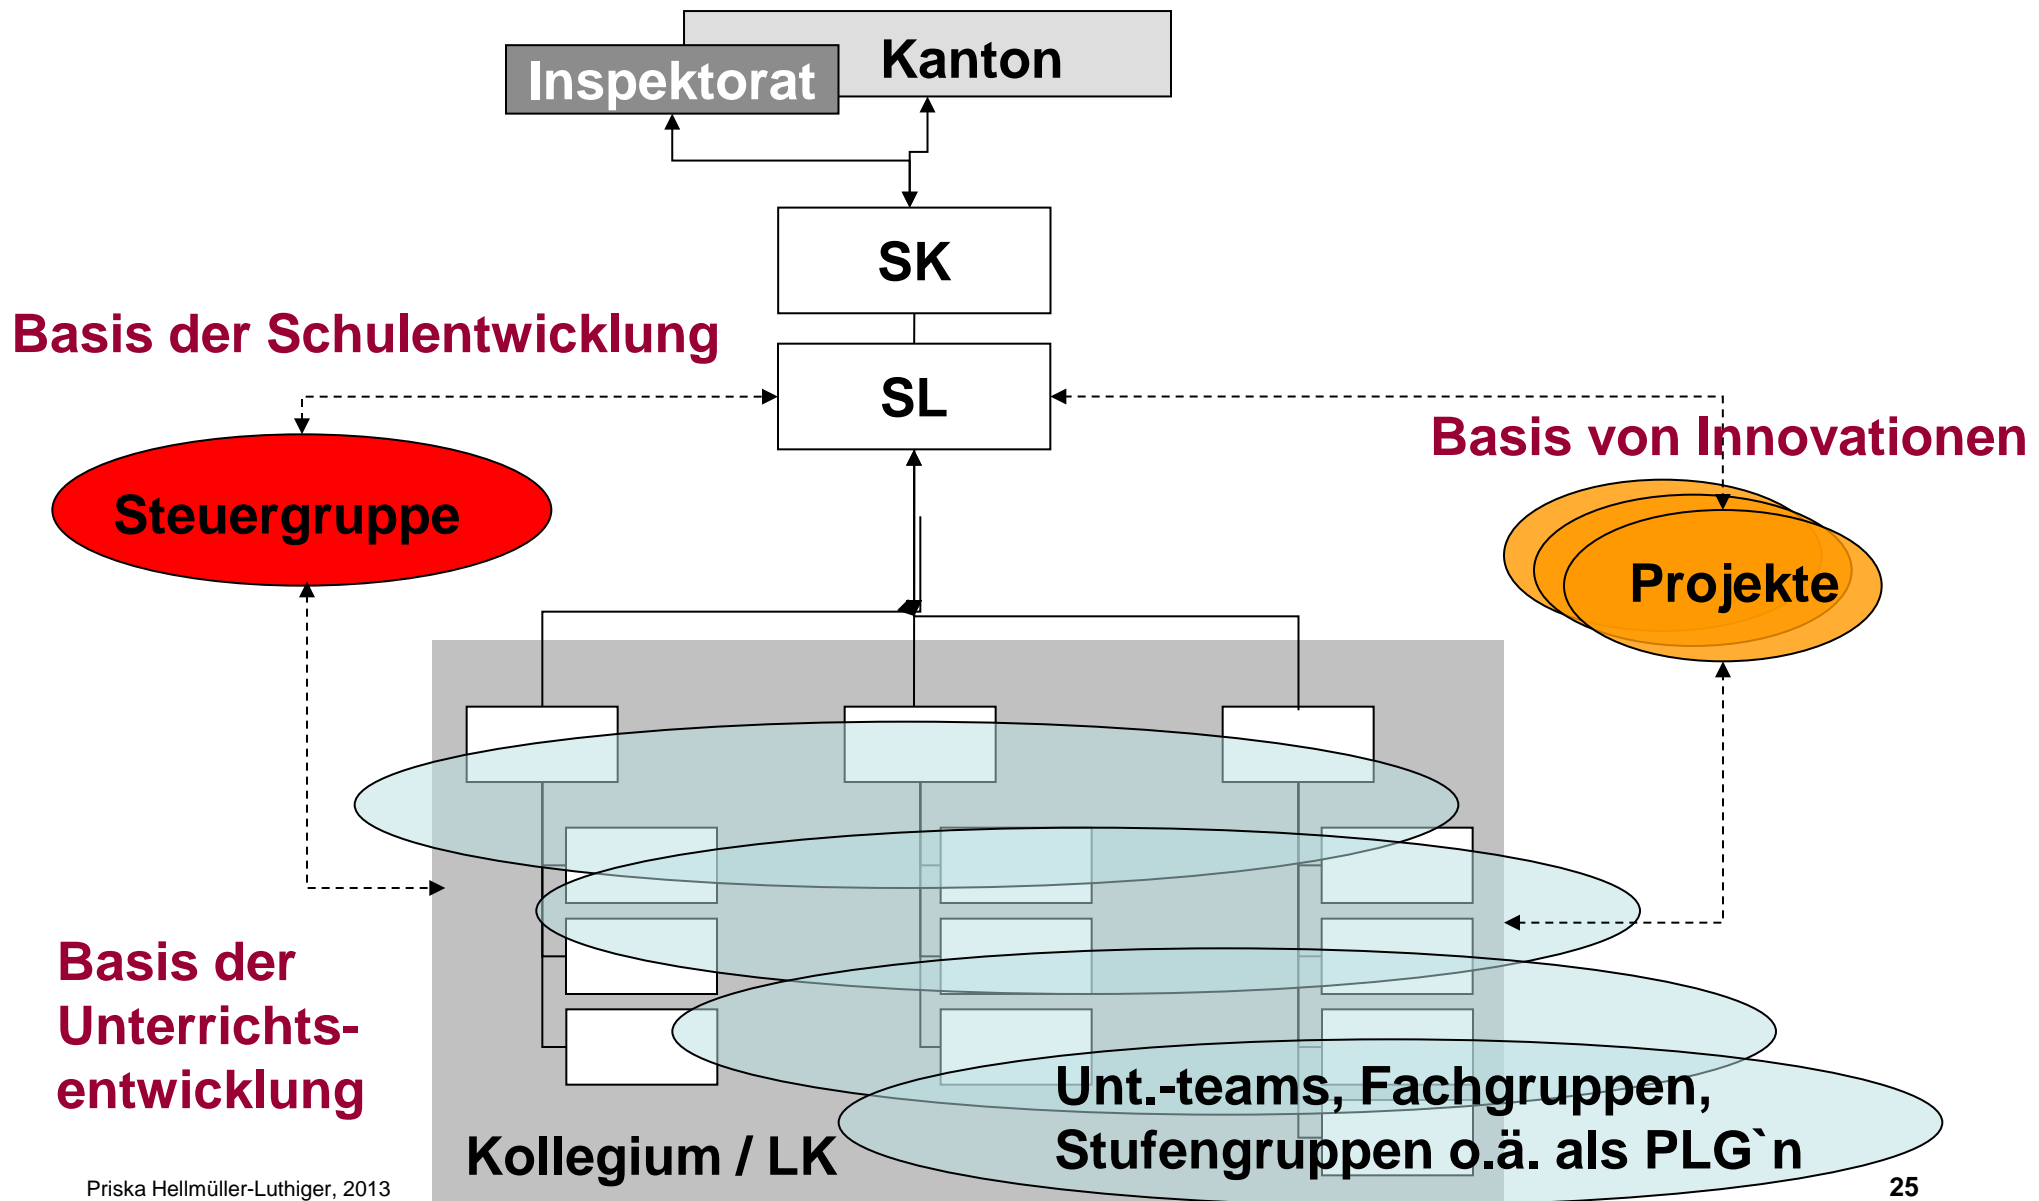 Kanton
Inspektorat
SK
Basis der Schulentwicklung
SL
Basis von Innovationen
Steuergruppe
Projekte
Basis der
Unterrichts-
entwicklung
Unt.-teams, Fachgruppen,
Stufengruppen o.ä. als PLG`n
Kollegium / LK
Priska Hellmüller-Luthiger, 2013
25